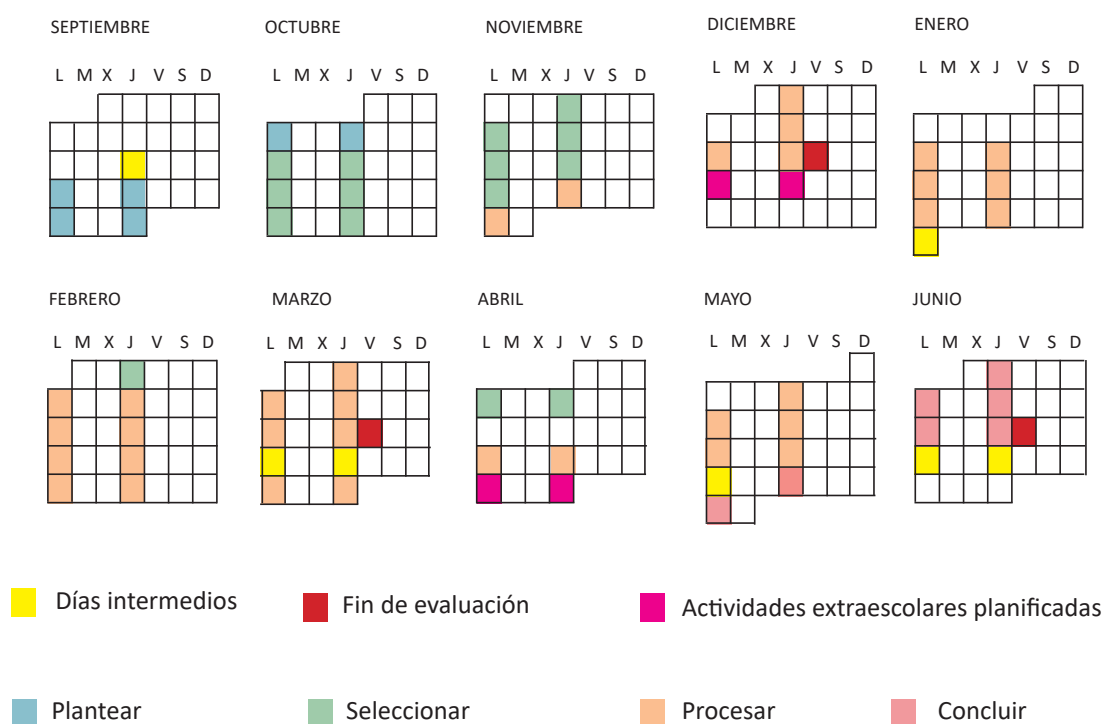 SEPTIEMBRE
OCTUBRE
NOVIEMBRE
DICIEMBRE
ENERO
L M X J V S D
L M X J V S D
L M X J V S D
L M X J V S D
L M X J V S D
FEBRERO
MARZO
ABRIL
MAYO
JUNIO
L M X J V S D
L M X J V S D
L M X J V S D
L M X J V S D
L M X J V S D
Días intermedios
Fin de evaluación
Actividades extraescolares planificadas
Plantear
Seleccionar
Procesar
Concluir